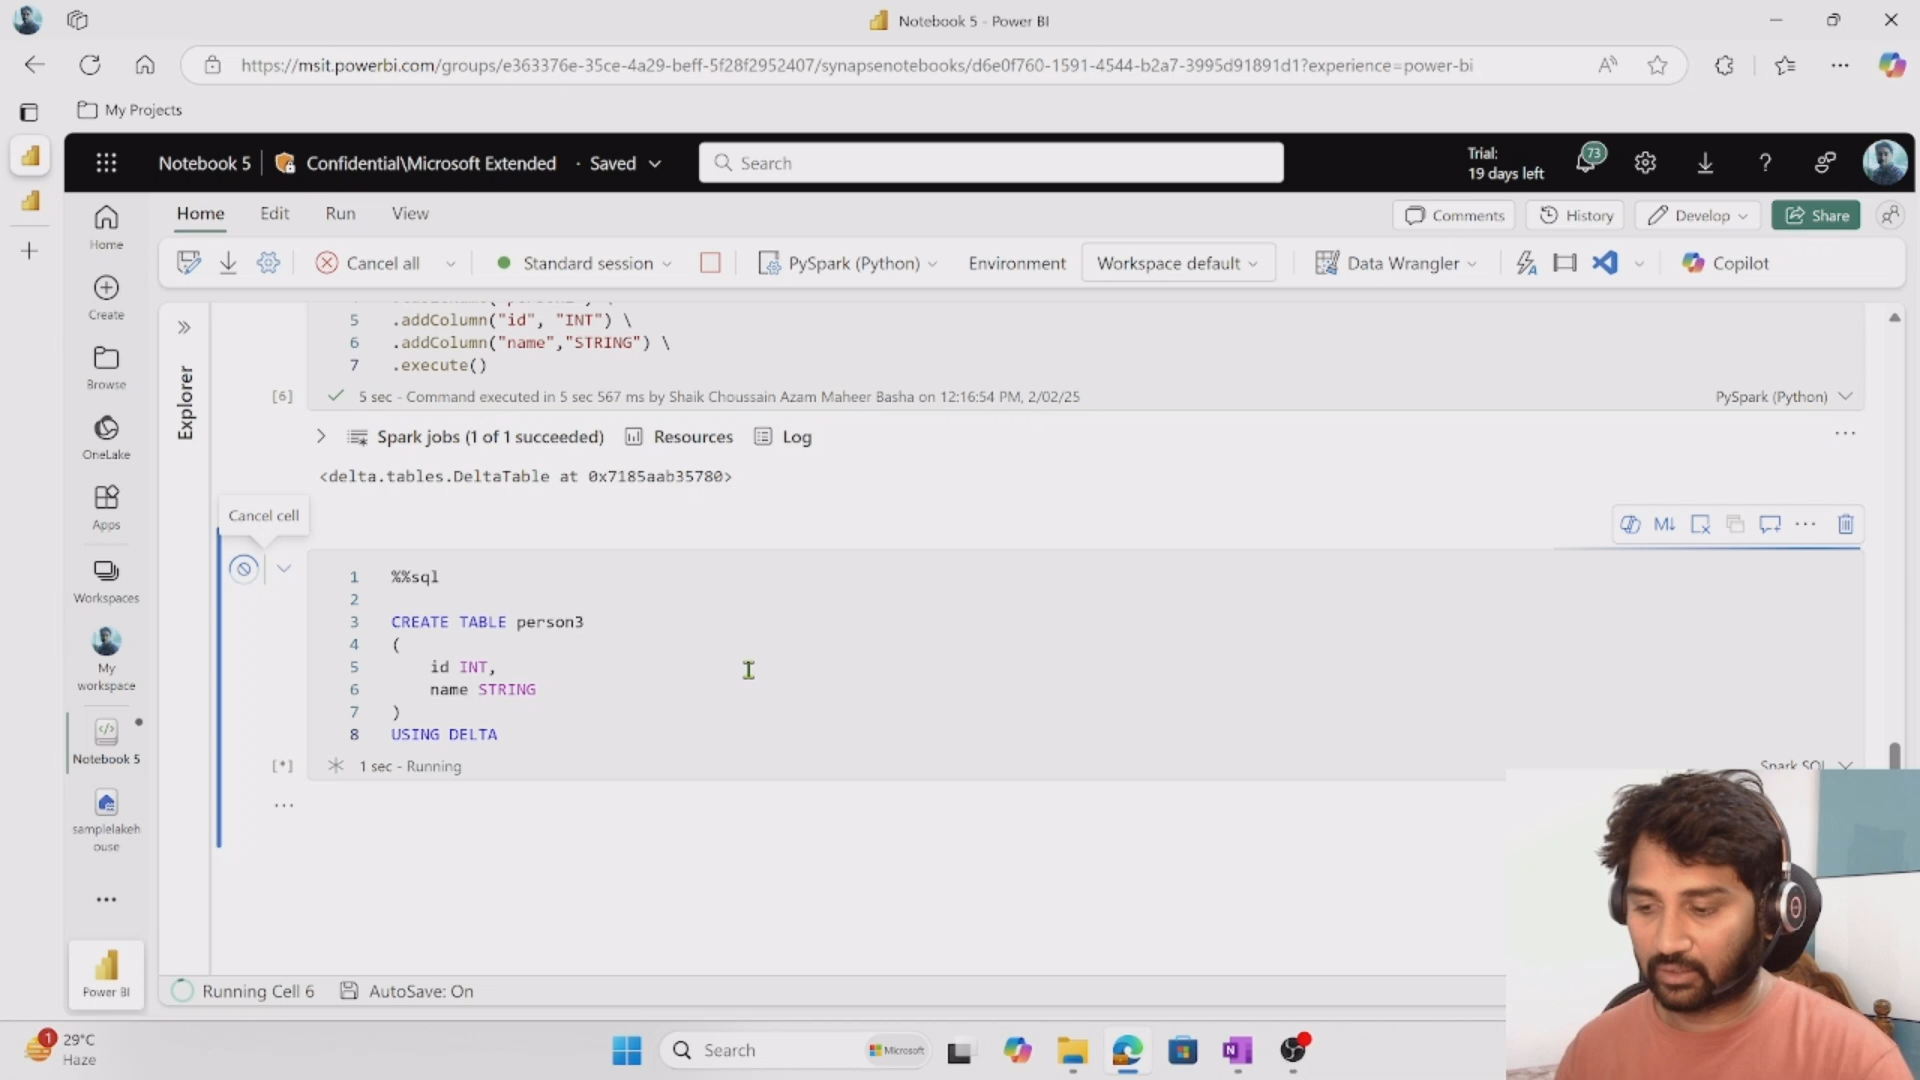 Notebook 5 - Power BI
https://msit.powerbi.com/groups/e363376e-35ce-4a29-beff-5f28f2952407/synapsenotebooks/d6e0f760-1591-4544-b2a7-3995d91891d1?experience=power-bi
My Projects
Notebook 5
Confidential\Microsoft Extended
· Saved
Search
Trial:
19 days left
73
Home
Edit
Run
View
Comments
History
Develop
Share
Cancel all
Standard session
PySpark (Python)
Environment
Workspace default
Data Wrangler
Copilot
Home
Create
Browse
OneLake
Apps
Workspaces
My
workspace
Notebook 5
samplelakeh
ouse
Power BI
Explorer
5 .addColumn("id", "INT") \
6 .addColumn("name","STRING") \
7 .execute()
[6]
5 sec - Command executed in 5 sec 567 ms by Shaik Choussain Azam Maheer Basha on 12:16:54 PM, 2/02/25
PySpark (Python)
Spark jobs (1 of 1 succeeded)
Resources
Log
<delta.tables.DeltaTable at 0x7185aab35780>
Cancel cell
M↓
1 %%sql
2
3 CREATE TABLE person3
4 (
5 id INT,
6 name STRING
7 )
8 USING DELTA
[*]
1 sec - Running
Spark SQL
Running Cell 6
AutoSave: On
1
29°C
Haze
Search
Microsoft